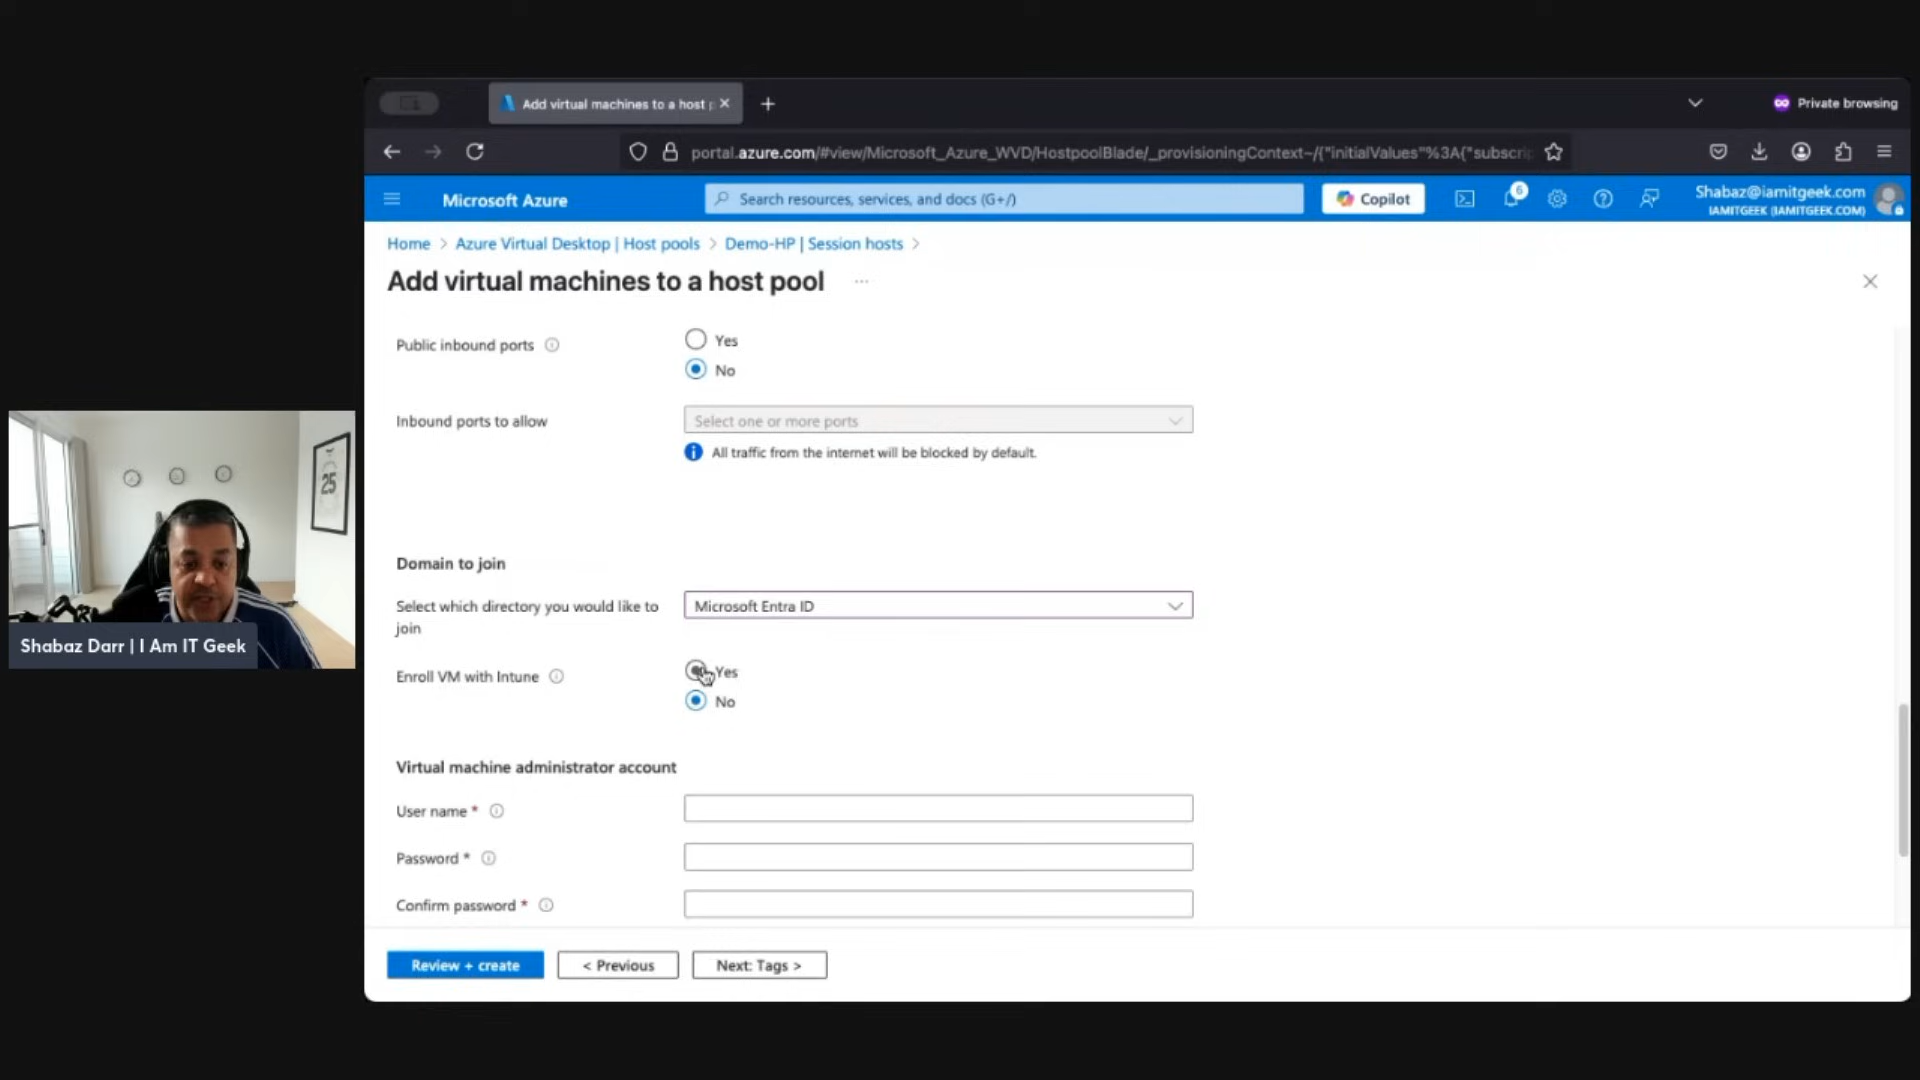 Add virtual machines to a host p
Private browsing
portal.azure.com/#view/Microsoft_Azure_WVD/HostpoolBlade/_provisioningContext~/{"initialValues"%3A{"subscri
Microsoft Azure
Search resources, services, and docs (G+/)
Copilot
6
Shabaz@iamitgeek.com
IAMITGEEK (IAMITGEEK.COM)
Home > Azure Virtual Desktop | Host pools > Demo-HP | Session hosts >
Add virtual machines to a host pool
Public inbound ports
Yes
No
Inbound ports to allow
Select one or more ports
All traffic from the internet will be blocked by default.
Domain to join
Select which directory you would like to
join
Microsoft Entra ID
Enroll VM with Intune
Yes
No
Virtual machine administrator account
User name *
Password *
Confirm password *
Review + create
< Previous
Next: Tags >
25
Shabaz Darr | I Am IT Geek